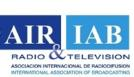 AIR IAB
RADIO & TELEVISION
ASOCIACION INTERNACIONAL DE RADIODIFUSION
INTERNATIONAL ASSOCIATION OF BROADCASTING